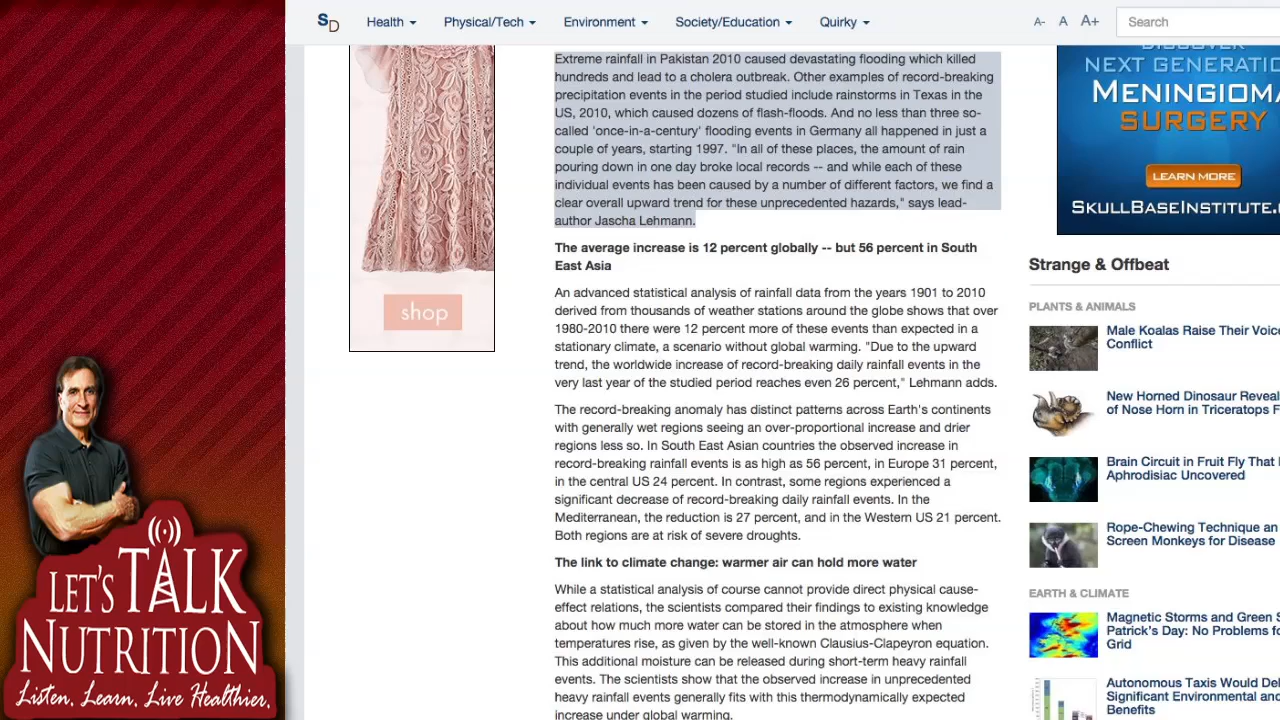 SD
Health
Physical/Tech
Environment
Society/Education
Quirky
A-
A
A+
Search
Extreme rainfall in Pakistan 2010 caused devastating flooding which killed
hundreds and lead to a cholera outbreak. Other examples of record-breaking
precipitation events in the period studied include rainstorms in Texas in the
US, 2010, which caused dozens of flash-floods. And no less than three so-
called 'once-in-a-century' flooding events in Germany all happened in just a
couple of years, starting 1997. "In all of these places, the amount of rain
pouring down in one day broke local records -- and while each of these
individual events has been caused by a number of different factors, we find a
clear overall upward trend for these unprecedented hazards," says lead-
author Jascha Lehmann.
The average increase is 12 percent globally -- but 56 percent in South
East Asia
An advanced statistical analysis of rainfall data from the years 1901 to 2010
derived from thousands of weather stations around the globe shows that over
1980-2010 there were 12 percent more of these events than expected in a
stationary climate, a scenario without global warming. "Due to the upward
trend, the worldwide increase of record-breaking daily rainfall events in the
very last year of the studied period reaches even 26 percent," Lehmann adds.
The record-breaking anomaly has distinct patterns across Earth's continents
with generally wet regions seeing an over-proportional increase and drier
regions less so. In South East Asian countries the observed increase in
record-breaking rainfall events is as high as 56 percent, in Europe 31 percent,
in the central US 24 percent. In contrast, some regions experienced a
significant decrease of record-breaking daily rainfall events. In the
Mediterranean, the reduction is 27 percent, and in the Western US 21 percent.
Both regions are at risk of severe droughts.
The link to climate change: warmer air can hold more water
While a statistical analysis of course cannot provide direct physical cause-
effect relations, the scientists compared their findings to existing knowledge
about how much more water can be stored in the atmosphere when
temperatures rise, as given by the well-known Clausius-Clapeyron equation.
This additional moisture can be released during short-term heavy rainfall
events. The scientists show that the observed increase in unprecedented
heavy rainfall events generally fits with this thermodynamically expected
increase under global warming.
shop
LET'S TALK
NUTRITION
Listen. Learn. Live Healthier.
DISCOVER
NEXT GENERATIO
MENINGIOMA
SURGERY
LEARN MORE
SKULLBASEINSTITUTE.
Strange & Offbeat
PLANTS & ANIMALS
Male Koalas Raise Their Voice
Conflict
New Horned Dinosaur Reveal
of Nose Horn in Triceratops F
Brain Circuit in Fruit Fly That
Aphrodisiac Uncovered
Rope-Chewing Technique an
Screen Monkeys for Disease
EARTH & CLIMATE
Magnetic Storms and Green S
Patrick's Day: No Problems fo
Grid
Autonomous Taxis Would Del
Significant Environmental and
Benefits